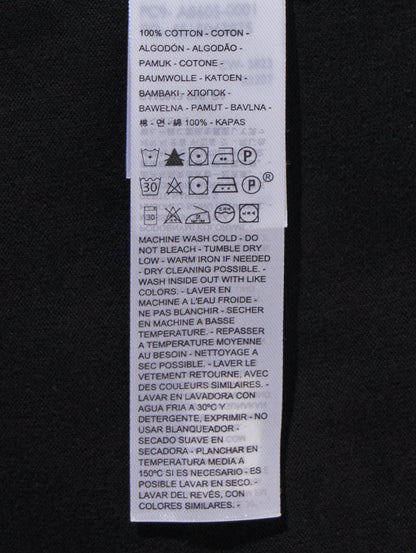 100% COTTON - COTON -
ALGODÓN - ALGODÃO -
PAMUK - COTONE -
BAUMWOLLE - KATOEN -
BAMBAKI - ХЛОПОК -
BAWEŁNA - PAMUT - BAVLNA -
棉 - 면 - 綿 100% - KAPAS
30 P ®
30
MACHINE WASH COLD - DO
NOT BLEACH - TUMBLE DRY
LOW - WARM IRON IF NEEDED
- DRY CLEANING POSSIBLE. -
WASH INSIDE OUT WITH LIKE
COLORS. - LAVER EN
MACHINE A L'EAU FROIDE -
NE PAS BLANCHIR - SECHER
EN MACHINE A BASSE
TEMPERATURE. - REPASSER
A TEMPERATURE MOYENNE
AU BESOIN - NETTOYAGE A
SEC POSSIBLE. - LAVER LE
VETEMENT RETOURNE, AVEC
DES COULEURS SIMILAIRES. -
LAVAR EN LAVADORA CON
AGUA FRIA A 30ºC Y
DETERGENTE, EXPRIMIR - NO
USAR BLANQUEADOR -
SECADO SUAVE EN
SECADORA - PLANCHAR EN
TEMPERATURA MEDIA A
150ºC SI ES NECESARIO - ES
POSIBLE LAVAR EN SECO. -
LAVAR DEL REVÉS, CON
COLORES SIMILARES. -